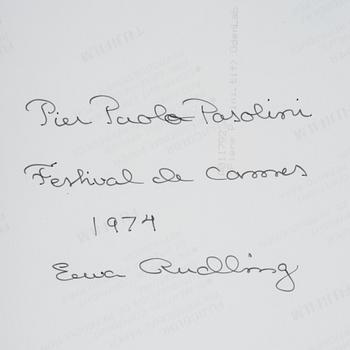 Pier Paolo Pasolini
Festival de Cannes
1974
Ewa Rudling